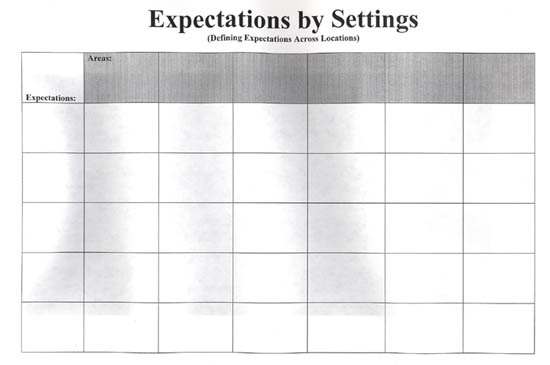 Expectations by Settings
(Defining Expectations Across Locations)
Areas:
Expectations: